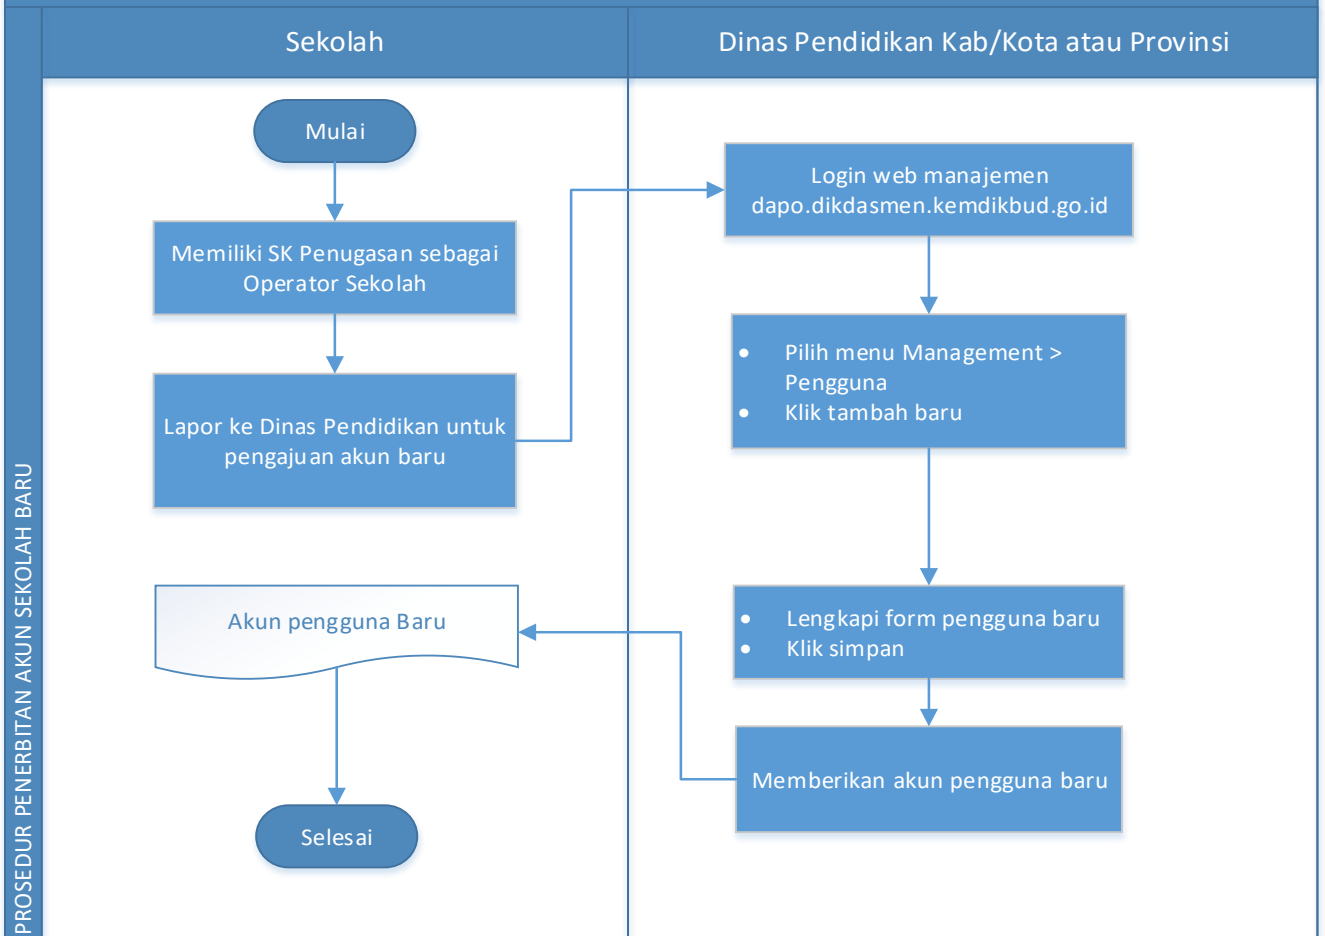 PROSEDUR PENERBITAN AKUN SEKOLAH BARU
Sekolah
Dinas Pendidikan Kab/Kota atau Provinsi
Mulai
Memiliki SK Penugasan sebagai
Operator Sekolah
Lapor ke Dinas Pendidikan untuk
pengajuan akun baru
Login web manajemen
dapo.dikdasmen.kemdikbud.go.id
• Pilih menu Management >
Pengguna
• Klik tambah baru
• Lengkapi form pengguna baru
• Klik simpan
Memberikan akun pengguna baru
Akun pengguna Baru
Selesai